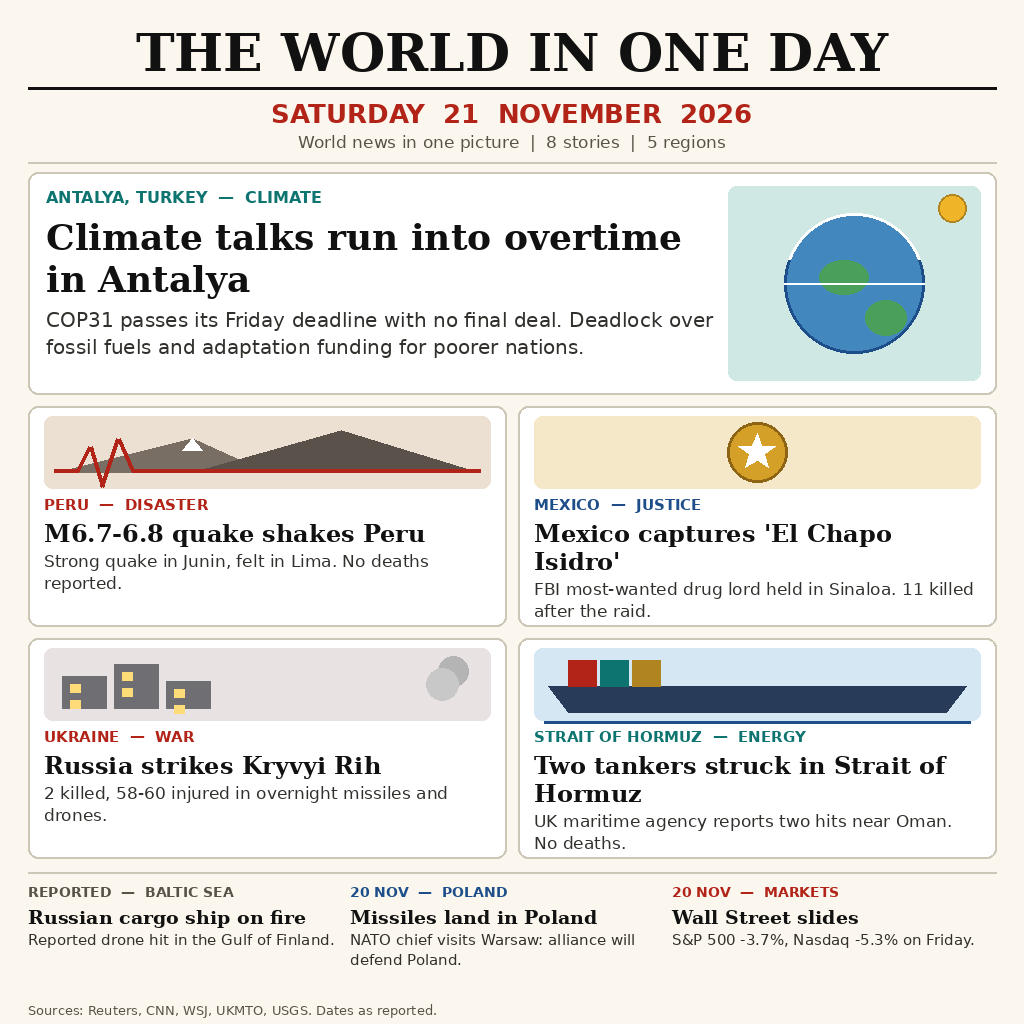 THE WORLD IN ONE DAY
SATURDAY 21 NOVEMBER 2026
World news in one picture | 8 stories | 5 regions
ANTALYA, TURKEY — CLIMATE
Climate talks run into overtime
in Antalya
COP31 passes its Friday deadline with no final deal. Deadlock over
fossil fuels and adaptation funding for poorer nations.
PERU — DISASTER
M6.7-6.8 quake shakes Peru
Strong quake in Junin, felt in Lima. No deaths
reported.
MEXICO — JUSTICE
Mexico captures 'El Chapo
Isidro'
FBI most-wanted drug lord held in Sinaloa. 11 killed
after the raid.
UKRAINE — WAR
Russia strikes Kryvyi Rih
2 killed, 58-60 injured in overnight missiles and
drones.
STRAIT OF HORMUZ — ENERGY
Two tankers struck in Strait of
Hormuz
UK maritime agency reports two hits near Oman.
No deaths.
REPORTED — BALTIC SEA
Russian cargo ship on fire
Reported drone hit in the Gulf of Finland.
20 NOV — POLAND
Missiles land in Poland
NATO chief visits Warsaw: alliance will
defend Poland.
20 NOV — MARKETS
Wall Street slides
S&P 500 -3.7%, Nasdaq -5.3% on Friday.
Sources: Reuters, CNN, WSJ, UKMTO, USGS. Dates as reported.